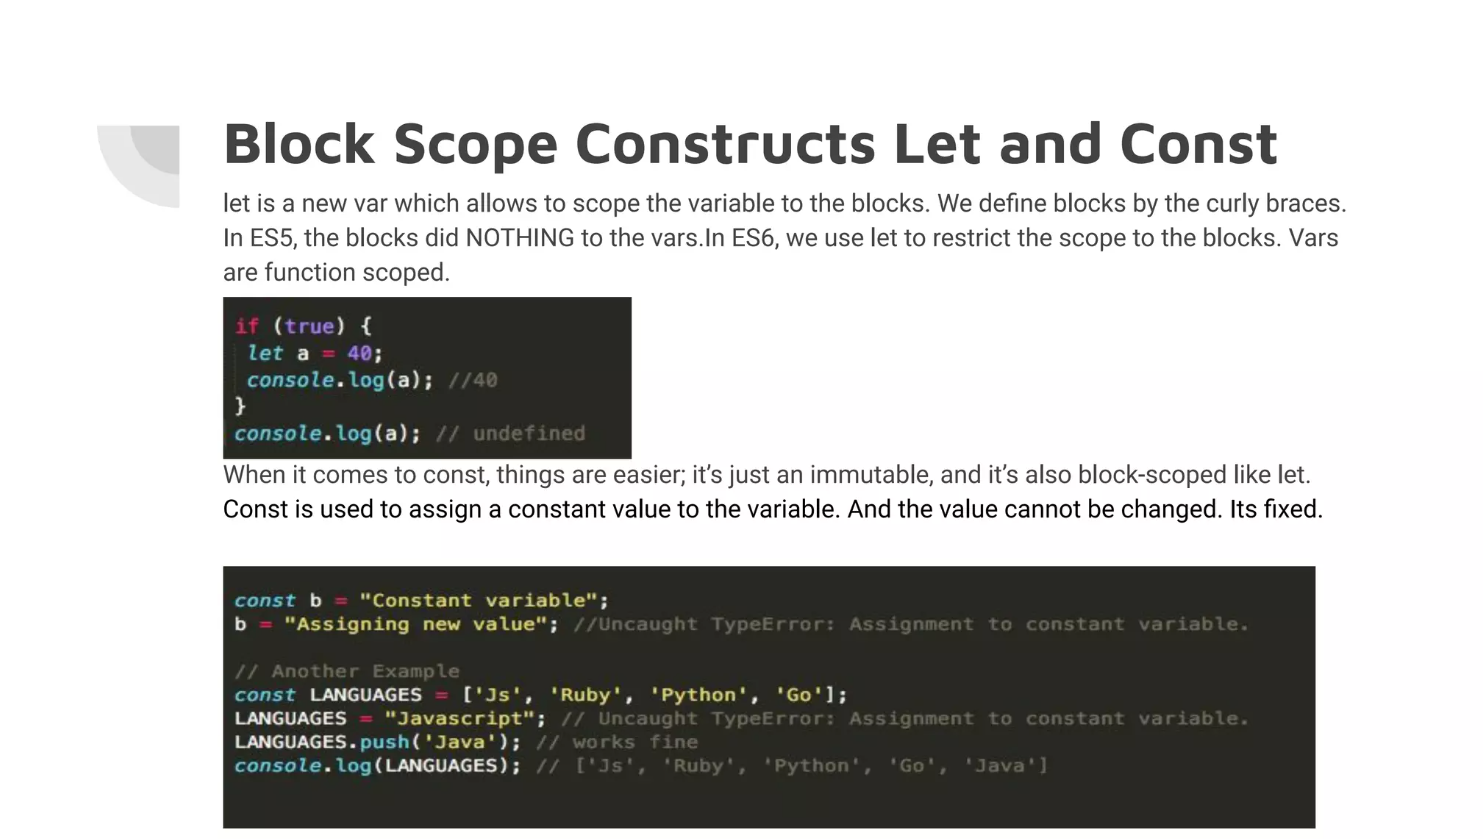 Block Scope Constructs Let and Const
let is a new var which allows to scope the variable to the blocks. We define blocks by the curly braces.
In ES5, the blocks did NOTHING to the vars.In ES6, we use let to restrict the scope to the blocks. Vars
are function scoped.
if (true) {
let a = 40;
console.log(a); //40
}
console.log(a); // undefined
When it comes to const, things are easier; it’s just an immutable, and it’s also block-scoped like let.
Const is used to assign a constant value to the variable. And the value cannot be changed. Its fixed.
const b = "Constant variable";
b = "Assigning new value"; //Uncaught TypeError: Assignment to constant variable.
// Another Example
const LANGUAGES = ['Js', 'Ruby', 'Python', 'Go'];
LANGUAGES = "Javascript"; // Uncaught TypeError: Assignment to constant variable.
LANGUAGES.push('Java'); // works fine
console.log(LANGUAGES); // ['Js', 'Ruby', 'Python', 'Go', 'Java']